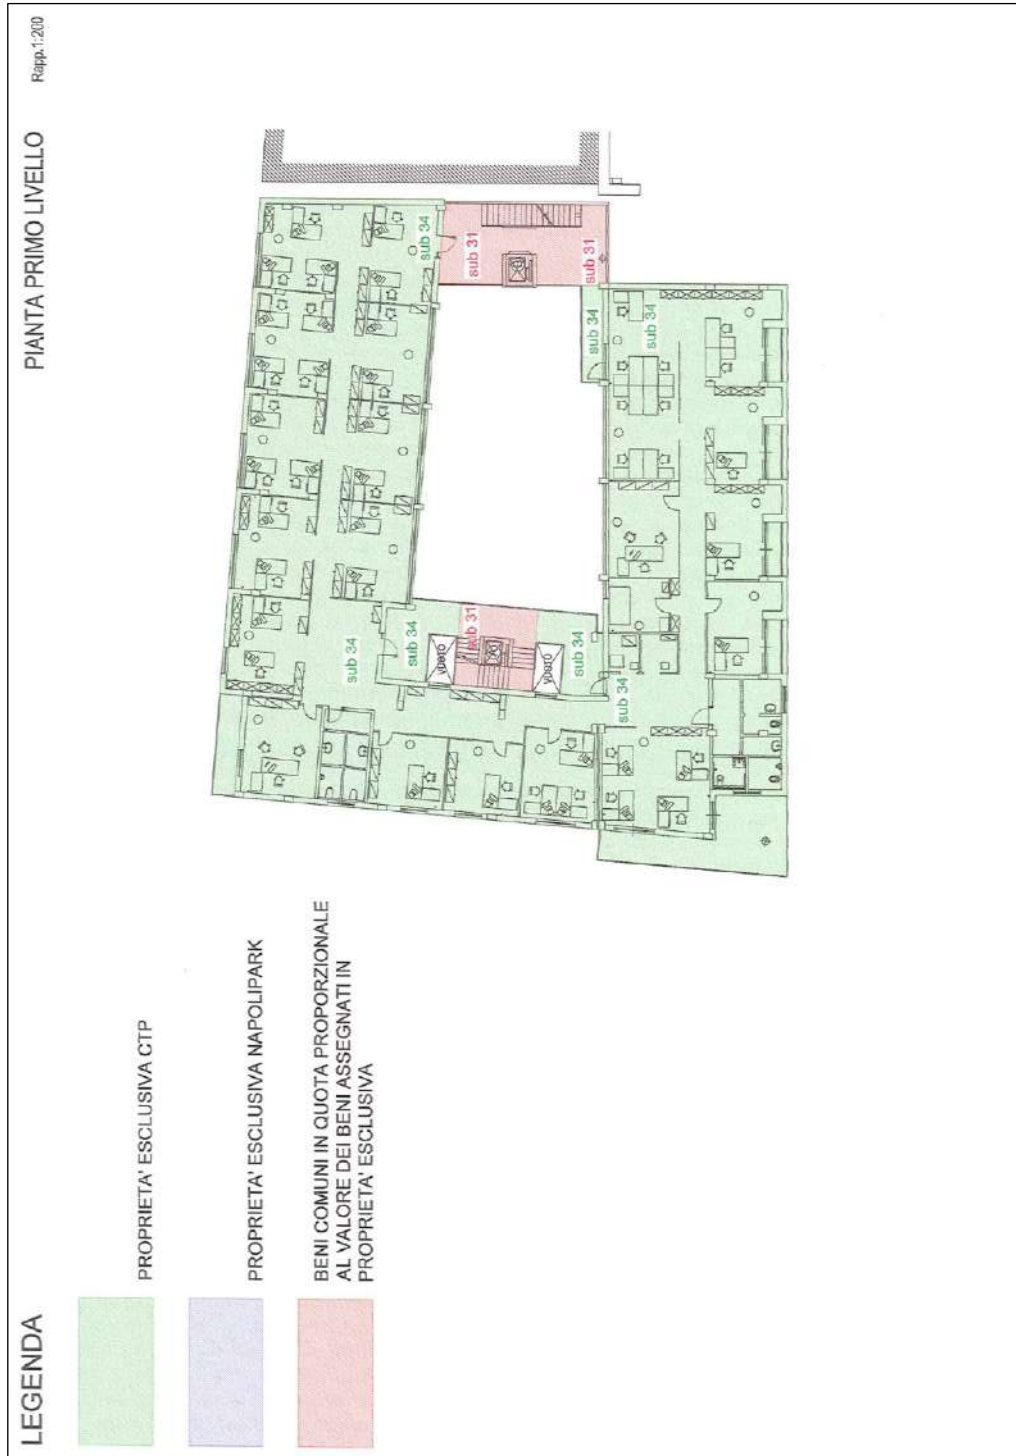 PIANTA PRIMO LIVELLO
Rapp.1:200
sub 34
sub 31
sub 31
sub 34
sub 34
sub 34
sub 34
sub 31
sub 34
sub 34
vuoto
vuoto
LEGENDA
PROPRIETA' ESCLUSIVA CTP
PROPRIETA' ESCLUSIVA NAPOLIPARK
BENI COMUNI IN QUOTA PROPORZIONALE
AL VALORE DEI BENI ASSEGNATI IN
PROPRIETA' ESCLUSIVA